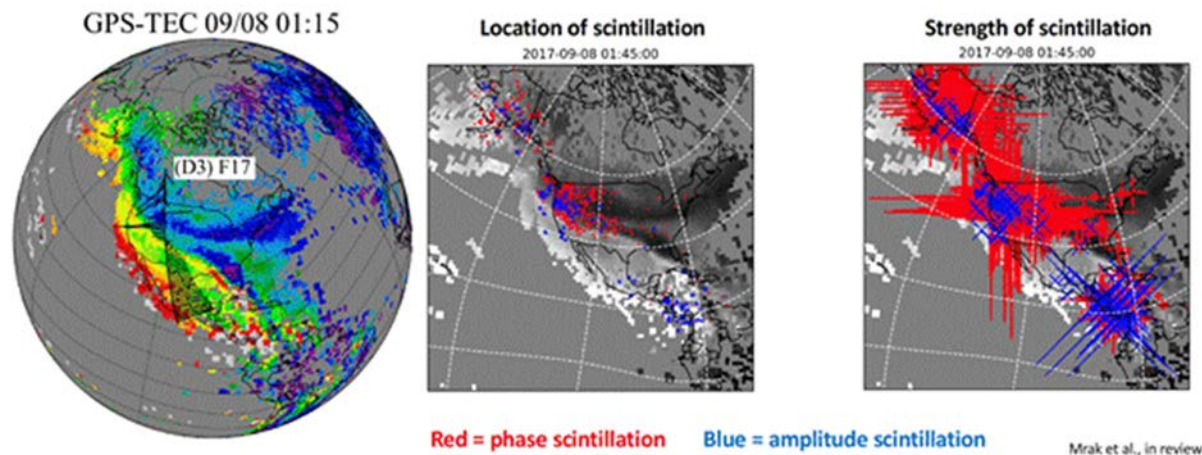 GPS-TEC 09/08 01:15
(D3) F17
Location of scintillation
2017-09-08 01:45:00
Strength of scintillation
2017-09-08 01:45:00
Red = phase scintillation Blue = amplitude scintillation
Mrak et al., in review